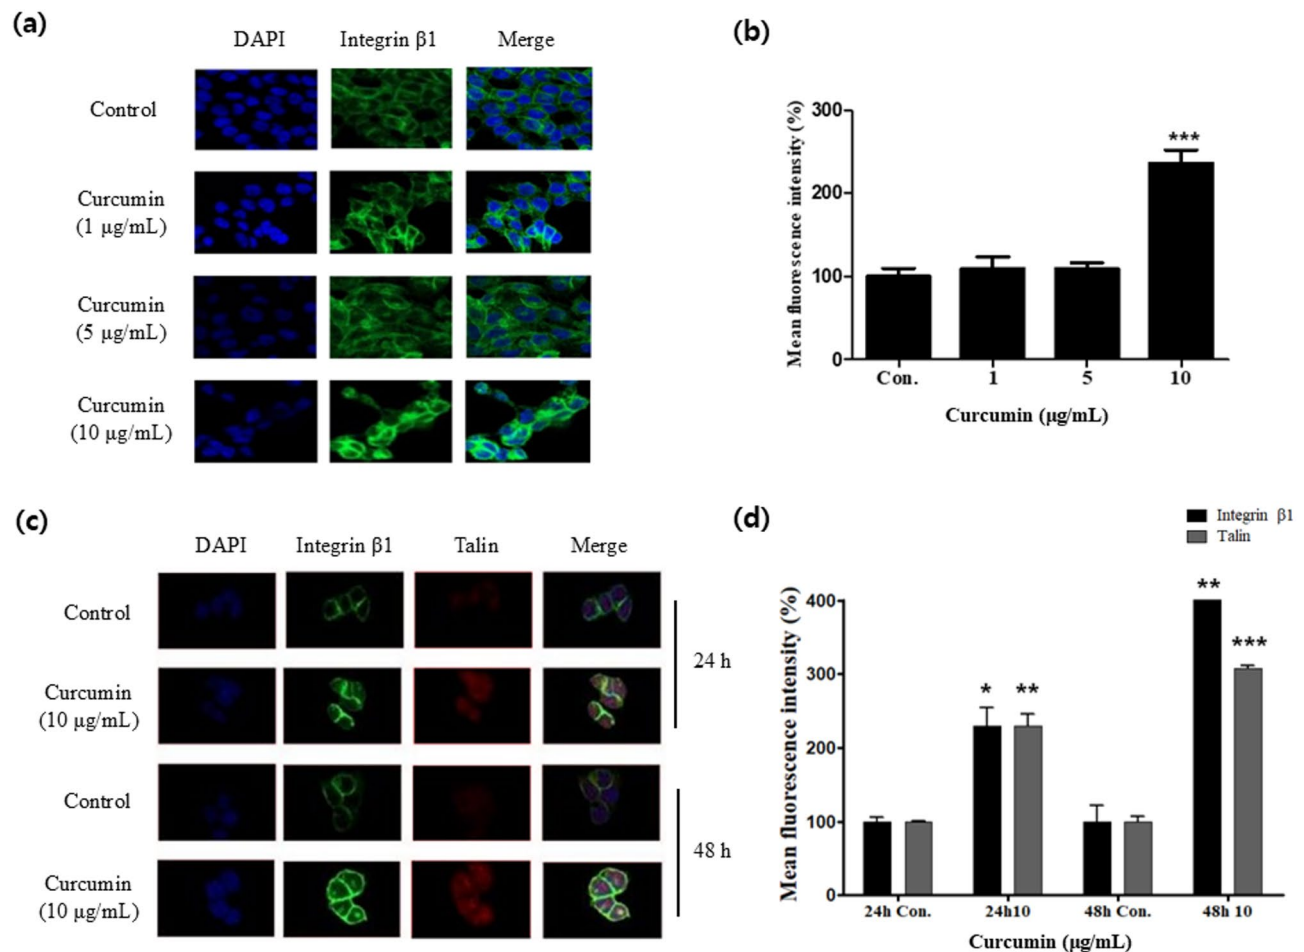 (a)
DAPI Integrin β1 Merge
Control
Curcumin
(1 μg/mL)
Curcumin
(5 μg/mL)
Curcumin
(10 μg/mL)
(b)
Mean fluorescence intensity (%)
300
200
100
0
***
Con. 1 5 10
Curcumin (μg/mL)
(c)
DAPI Integrin β1 Talin Merge
Control
Curcumin
(10 μg/mL)
24 h
Control
Curcumin
(10 μg/mL)
48 h
(d)
Integrin β1
Talin
Mean fluorescence intensity (%)
400
300
200
100
0
* ** ** ***
24h Con. 24h10 48h Con. 48h 10
Curcumin (μg/mL)